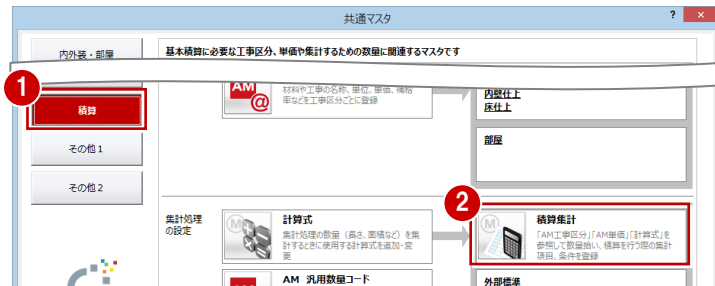 共通マスタ
? ×
内外装・部屋
基本積算に必要な工事区分、単価や集計するための数量に関連するマスタです
1
積算
その他1
その他2
AM
@
材料や工事の名称、単位、単価、補給
率などを工事区分ごとに登録
内壁仕上
床仕上
部屋
2
集計処理
の設定
M
計算式
集計処理の数量（長さ、面積など）を集
計するときに使用する計算式を追加・変
更
M
積算集計
「AM工事区分」「AM単価」「計算式」を
参照して数量拾い、積算を行う際の集計
項目、条件を登録
AM 汎用数量コード
外部標準